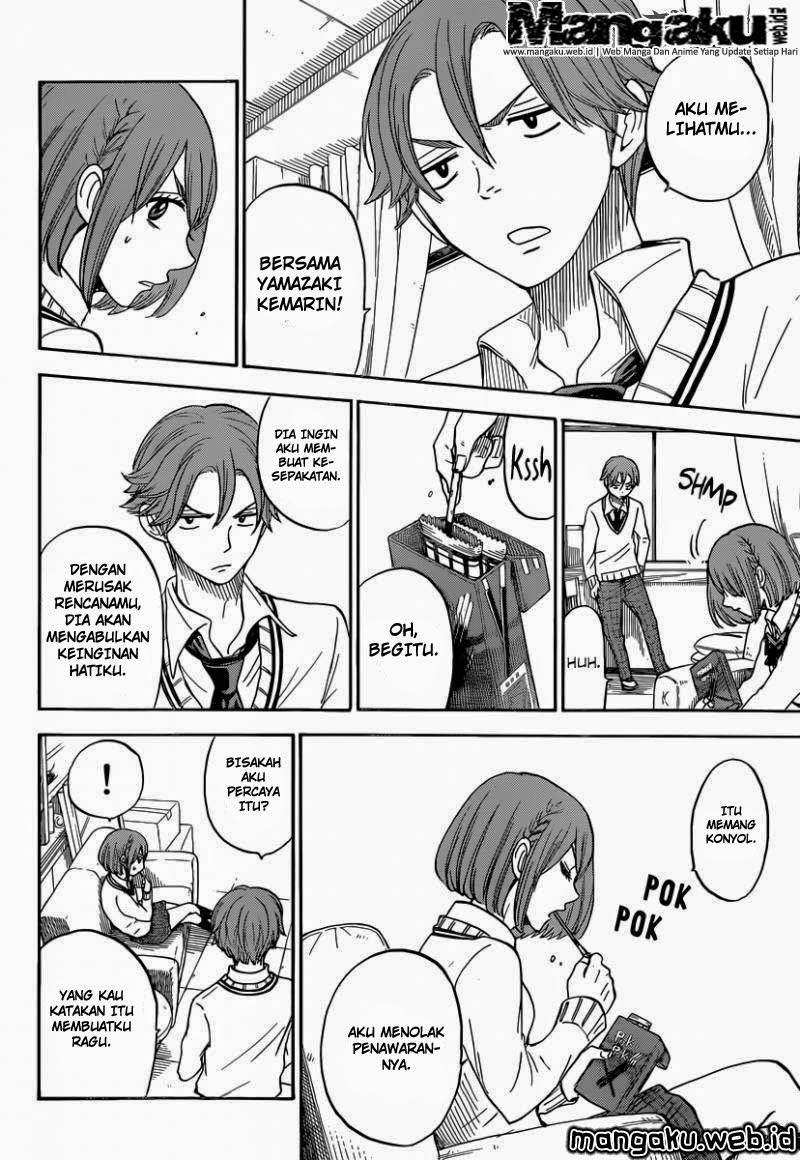 Mangaku
web.id™
www.mangaku.web.id | Web Manga Dan Anime Yang Update Setiap Hari
AKU ME-
LIHATMU...
BERSAMA
YAMAZAKI
KEMARIN!
SHMP
HUH.
Kssh
OH,
BEGITU.
DIA INGIN
AKU MEM-
BUAT KE-
SEPAKATAN.
DENGAN
MERUSAK
RENCANAMU,
DIA AKAN
MENGABULKAN
KEINGINAN
HATIKU.
ITU
MEMANG
KONYOL.
POK
POK
AKU MENOLAK
PENAWARAN-
NYA.
BISAKAH
AKU
PERCAYA
ITU?
!
YANG KAU
KATAKAN ITU
MEMBUATKU
RAGU.
mangaku.web.id